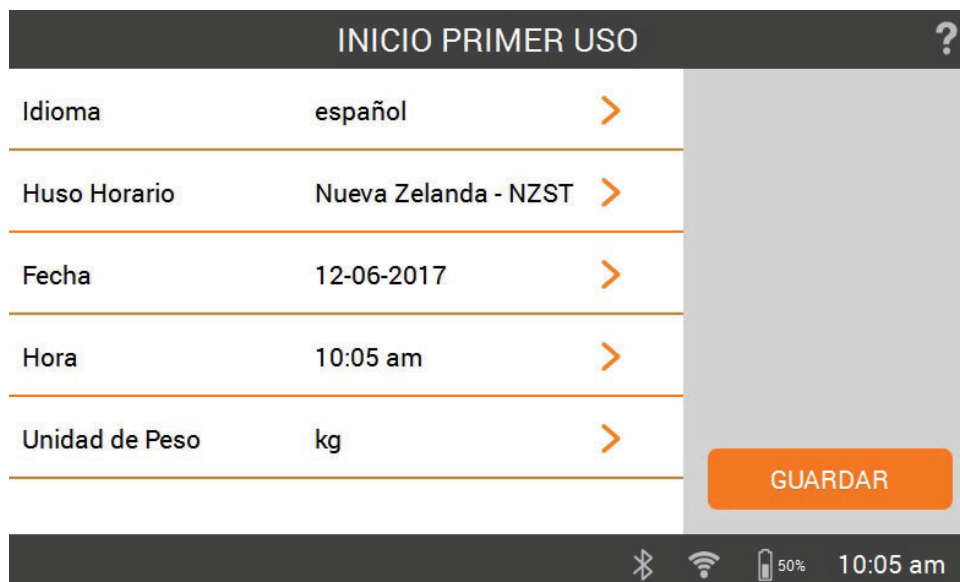 INICIO PRIMER USO ?
Idioma español
Huso Horario Nueva Zelanda - NZST
Fecha 12-06-2017
Hora 10:05 am
Unidad de Peso kg
GUARDAR
50% 10:05 am